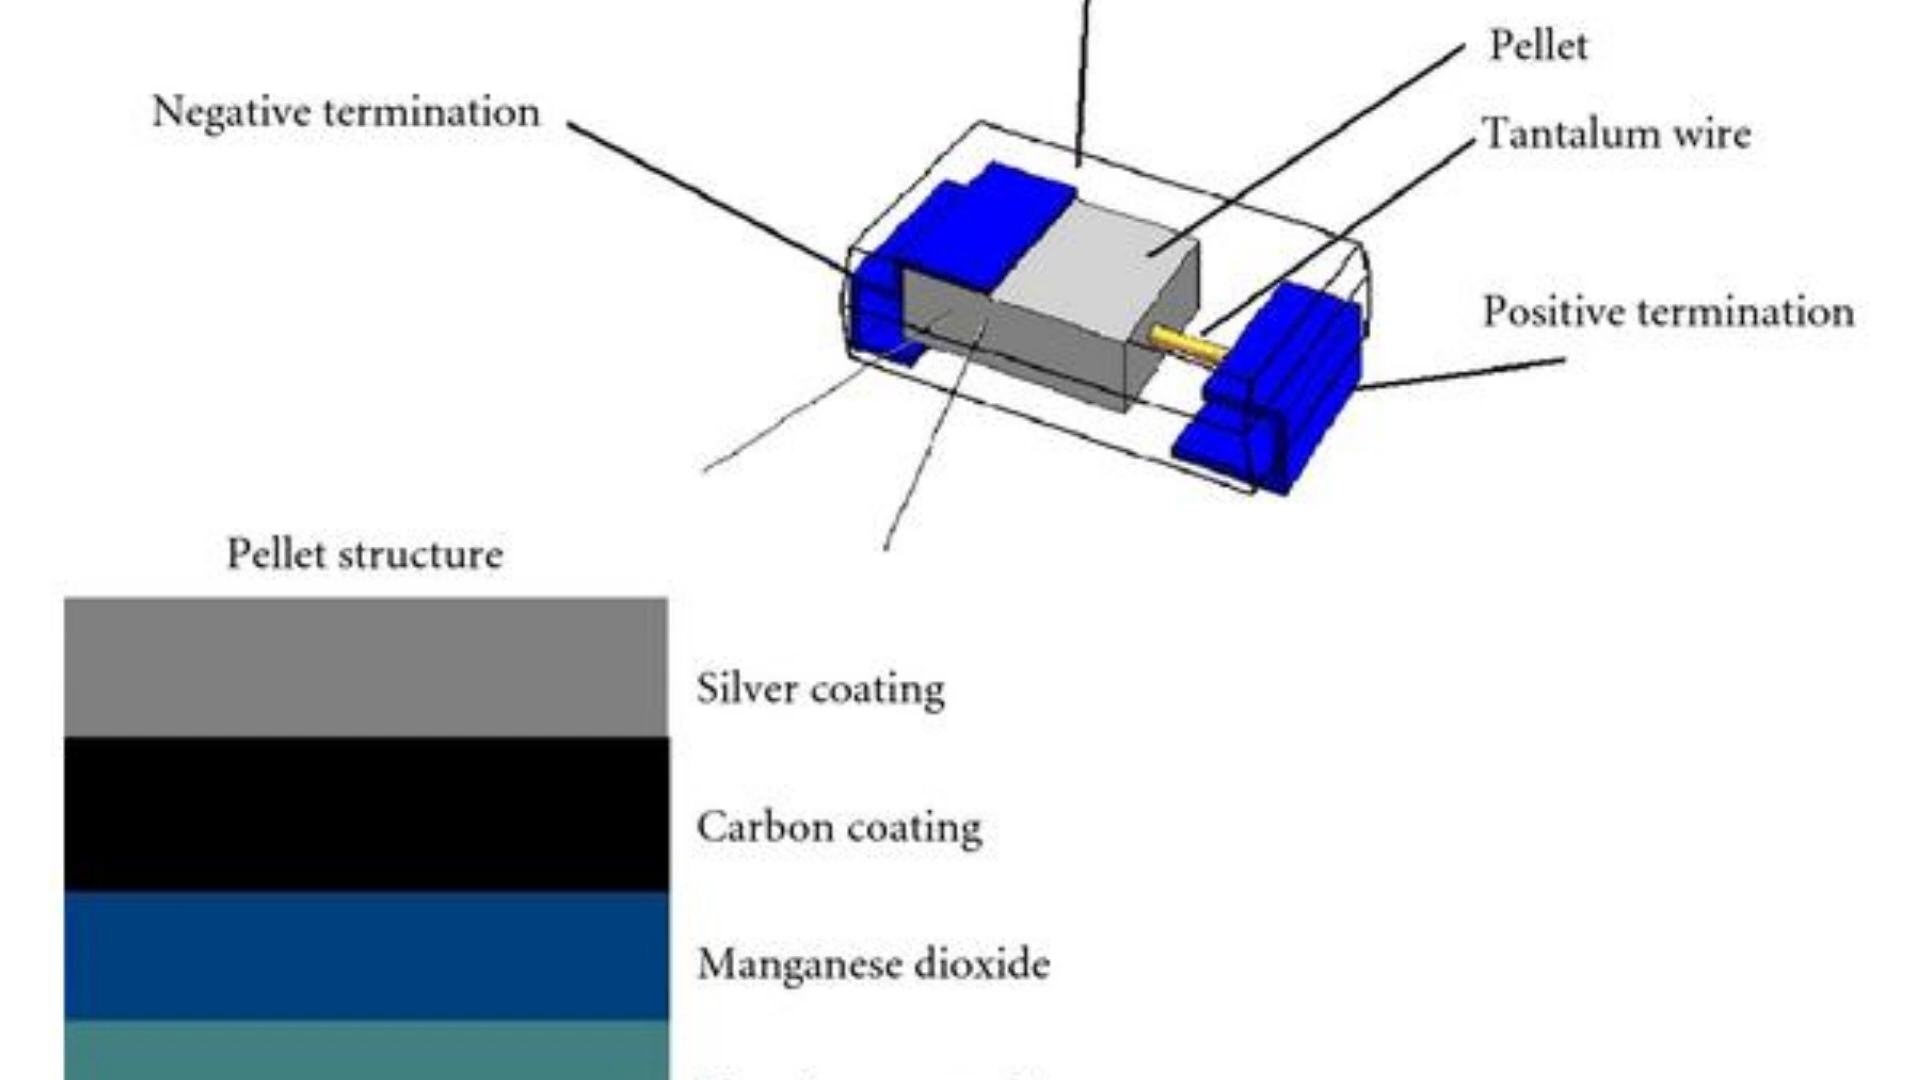 Pellet
Negative termination
Tantalum wire
Positive termination
Pellet structure
Silver coating
Carbon coating
Manganese dioxide